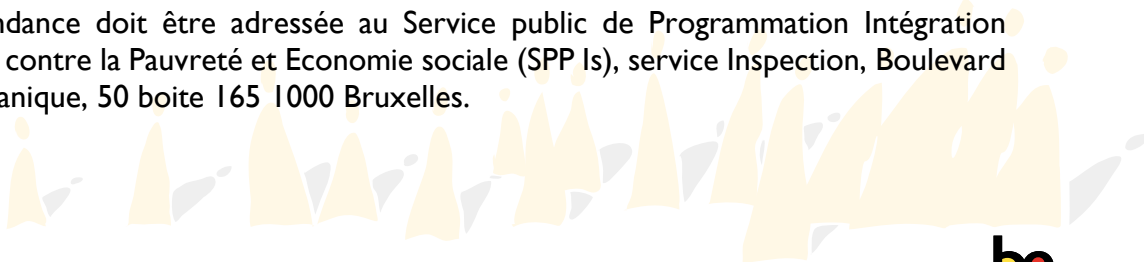 ndance doit être adressée au Service public de Programmation Intégration
contre la Pauvreté et Economie sociale (SPP Is), service Inspection, Boulevard
anique, 50 boite 165 1000 Bruxelles.
be